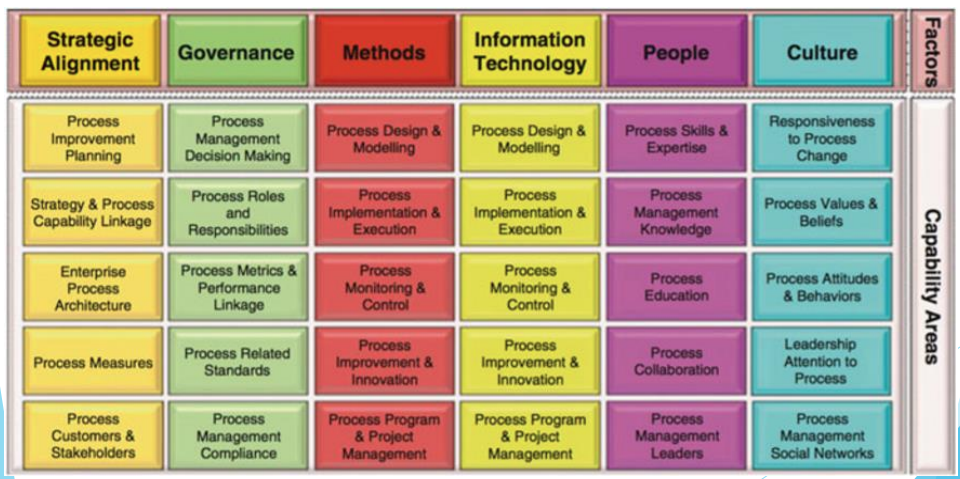 Strategic
Alignment
Governance
Methods
Information
Technology
People
Culture
Factors
Process
Improvement
Planning
Process
Management
Decision Making
Process Design &
Modelling
Process Design &
Modelling
Process Skills &
Expertise
Responsiveness
to Process
Change
Strategy & Process
Capability Linkage
Process Roles
and
Responsibilities
Process
Implementation &
Execution
Process
Implementation &
Execution
Process
Management
Knowledge
Process Values &
Beliefs
Enterprise
Process
Architecture
Process Metrics &
Performance
Linkage
Process
Monitoring &
Control
Process
Monitoring &
Control
Process
Education
Process Attitudes
& Behaviors
Process Measures
Process Related
Standards
Process
Improvement &
Innovation
Process
Improvement &
Innovation
Process
Collaboration
Leadership
Attention to
Process
Process
Customers &
Stakeholders
Process
Management
Compliance
Process Program
& Project
Management
Process Program
& Project
Management
Process
Management
Leaders
Process
Management
Social Networks
Capability Areas